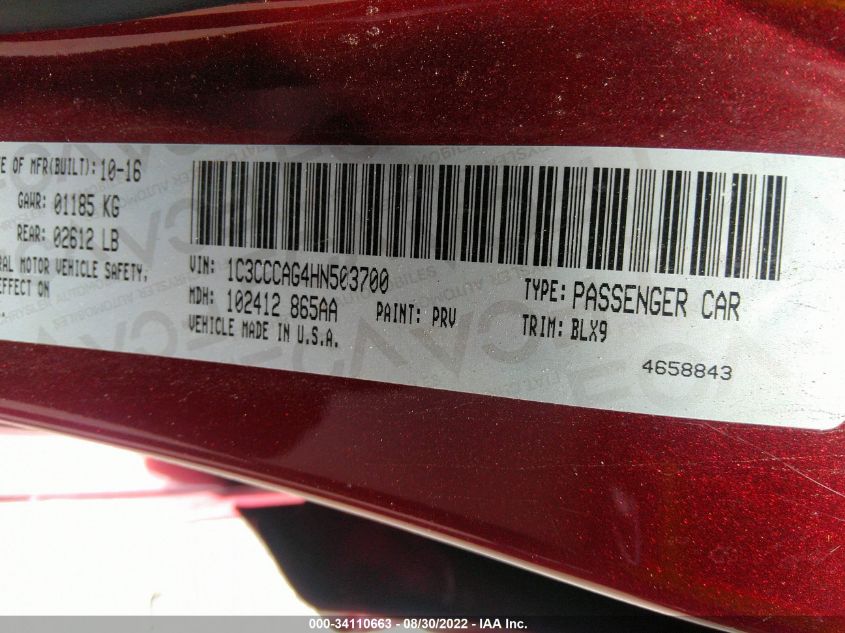 E OF MFR(BUILT): 10-16
GAWR: 01185 KG
REAR: 02612 LB
RAL MOTOR VEHICLE SAFETY,
EFFECT ON
VIN: 1C3CCCAG4HN503700
MDH: 102412 865AA
PAINT: PRV
VEHICLE MADE IN U.S.A.
TYPE: PASSENGER CAR
TRIM: BLX9
4658843
000-34110663 - 08/30/2022 - IAA Inc.